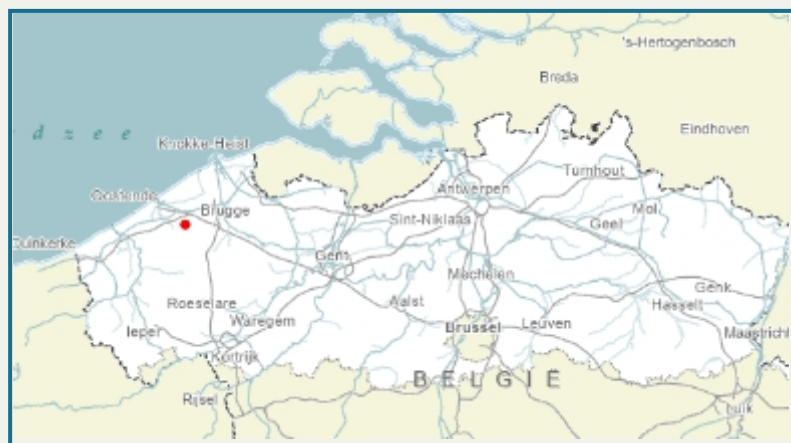 's-Hertogenbosch
Breda
d z e e
Eindhoven
Knokke-Heist
Turnhout
Oostende
Antwerpen
Mol
Brugge
Sint-Niklaas
Geel
Duinkerke
Gent
Mechelen
Genk
Roeselare
Aalst
Hasselt
Ieper
Waregem
Brussel
Leuven
Maastricht
Kortrijk
BELGIË
Rijsel
Luik